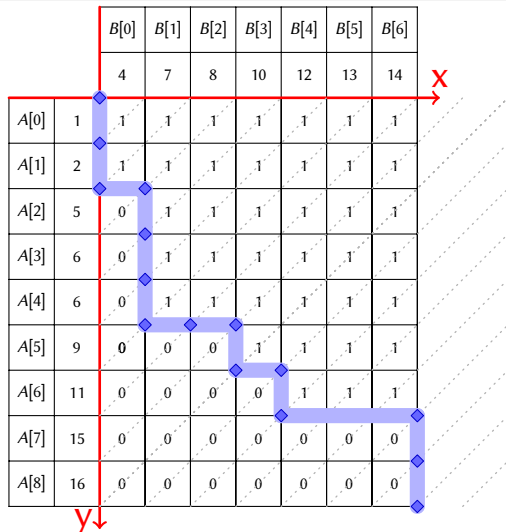 B[0] B[1] B[2] B[3] B[4] B[5] B[6]
4 7 8 10 12 13 14
x
A[0] 1 1 1 1 1 1 1 1
A[1] 2 1 1 1 1 1 1 1
A[2] 5 0 1 1 1 1 1 1
A[3] 6 0 1 1 1 1 1 1
A[4] 6 0 1 1 1 1 1 1
A[5] 9 0 0 0 1 1 1 1
A[6] 11 0 0 0 0 1 1 1
A[7] 15 0 0 0 0 0 0 0
A[8] 16 0 0 0 0 0 0 0
y